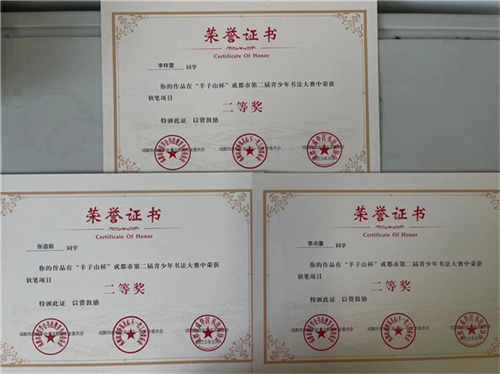 荣誉证书
Certificate Of Honor
同学
你的作品在“羊子山杯”成都市第二届青少年书法大赛中荣获
软笔项目
二等奖
特颁此证 以资鼓励
荣誉证书
Certificate Of Honor
同学
你的作品在“羊子山杯”成都市第二届青少年书法大赛中荣获
软笔项目
二等奖
特颁此证 以资鼓励
荣誉证书
Certificate Of Honor
李贞蕾 同学
你的作品在“羊子山杯”成都市第二届青少年书法大赛中荣获
软笔项目
二等奖
特颁此证 以资鼓励